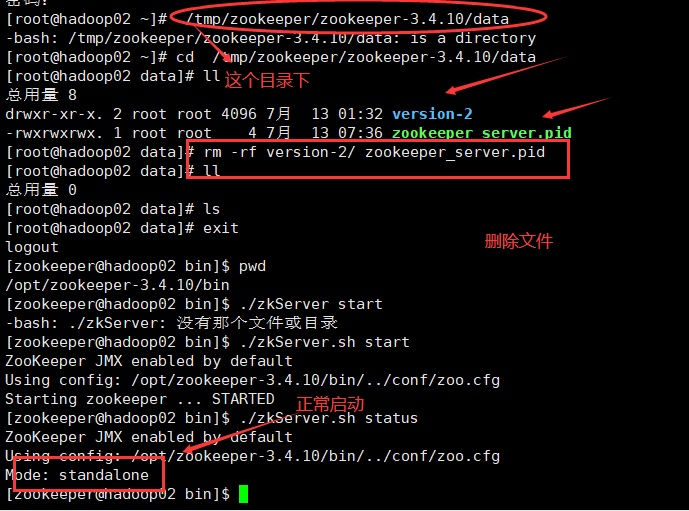 密码：
[root@hadoop02 ~]#  /tmp/zookeeper/zookeeper-3.4.10/data
-bash: /tmp/zookeeper/zookeeper-3.4.10/data: is a directory
[root@hadoop02 ~]# cd  /tmp/zookeeper/zookeeper-3.4.10/data
[root@hadoop02 data]# ll
这个目录下
总用量 8
drwxr-xr-x. 2 root root 4096 7月  13 01:32 version-2
-rwxrwxrwx. 1 root root    4 7月  13 07:36 zookeeper_server.pid
[root@hadoop02 data]# rm -rf version-2/ zookeeper_server.pid
[root@hadoop02 data]# ll
总用量 0
[root@hadoop02 data]# ls
[root@hadoop02 data]# exit
删除文件
logout
[zookeeper@hadoop02 bin]$ pwd
/opt/zookeeper-3.4.10/bin
[zookeeper@hadoop02 bin]$ ./zkServer start
-bash: ./zkServer: 没有那个文件或目录
[zookeeper@hadoop02 bin]$ ./zkServer.sh start
ZooKeeper JMX enabled by default
Using config: /opt/zookeeper-3.4.10/bin/../conf/zoo.cfg
Starting zookeeper ... STARTED
正常启动
[zookeeper@hadoop02 bin]$ ./zkServer.sh status
ZooKeeper JMX enabled by default
Using config: /opt/zookeeper-3.4.10/bin/../conf/zoo.cfg
Mode: standalone
[zookeeper@hadoop02 bin]$